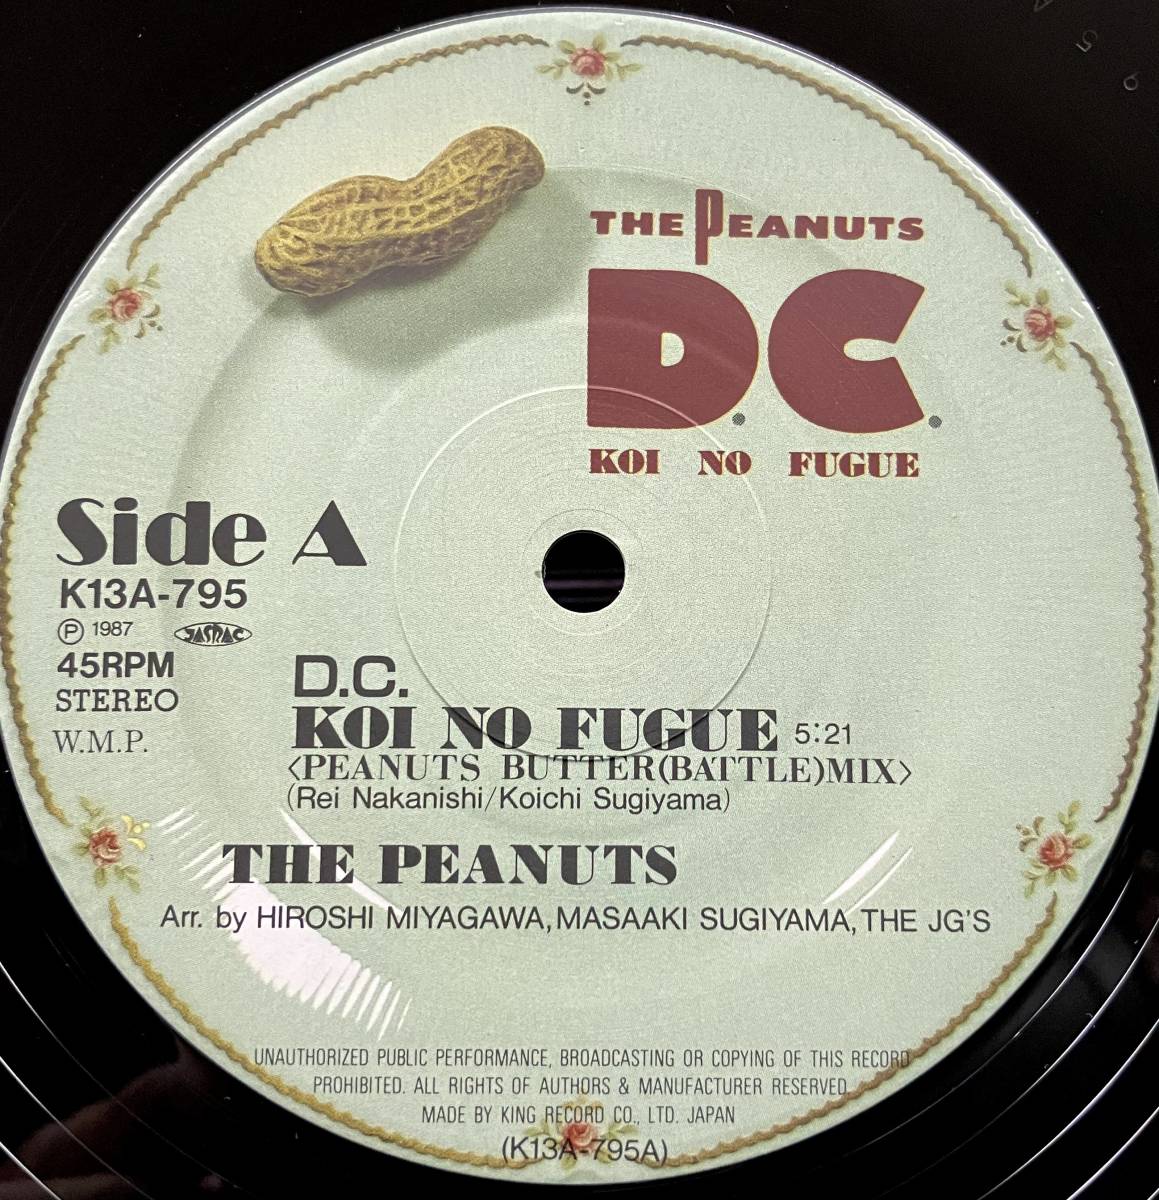 THE PEANUTS
D.C.
KOI NO FUGUE
Side A
K13A-795
Ⓟ 1987 JASRAC
45RPM
STEREO
W.M.P.
D.C.
KOI NO FUGUE 5:21
<PEANUTS BUTTER(BATTLE)MIX>
(Rei Nakanishi/Koichi Sugiyama)
THE PEANUTS
Arr. by HIROSHI MIYAGAWA, MASAAKI SUGIYAMA, THE JG'S
UNAUTHORIZED PUBLIC PERFORMANCE, BROADCASTING OR COPYING OF THIS RECORD
PROHIBITED. ALL RIGHTS OF AUTHORS & MANUFACTURER RESERVED.
MADE BY KING RECORD CO., LTD. JAPAN
(K13A-795A)